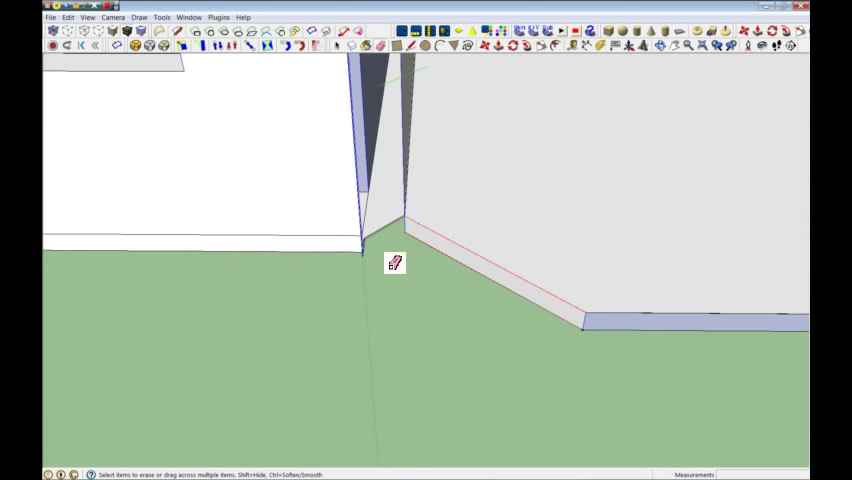 File Edit View Camera Draw Tools Window Plugins Help
Select items to erase or drag across multiple items. Shift=Hide, Ctrl=Soften/Smooth
Measurements